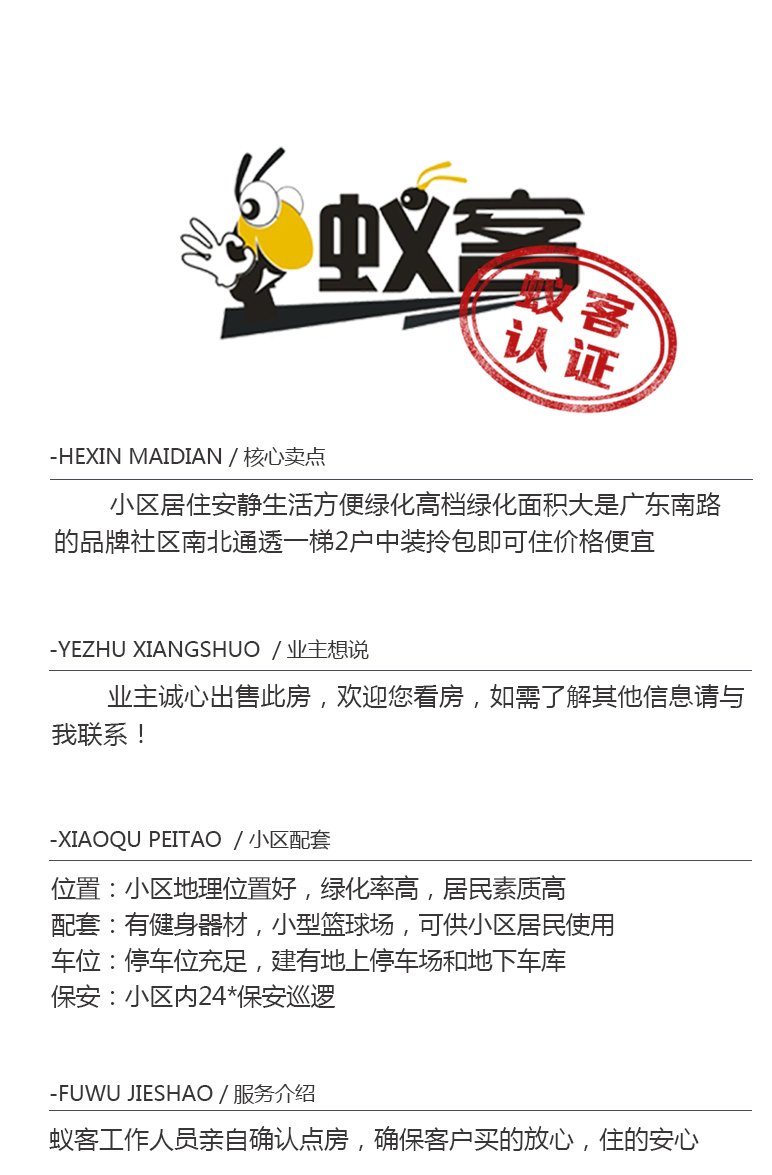 蚁客
蚁客
认证
-HEXIN MAIDIAN / 核心卖点
小区居住安静生活方便绿化高档绿化面积大是广东南路
的品牌社区南北通透一梯2户中装拎包即可住价格便宜
-YEZHU XIANGSHUO / 业主想说
业主诚心出售此房，欢迎您看房，如需了解其他信息请与
我联系！
-XIAOQU PEITAO / 小区配套
位置：小区地理位置好，绿化率高，居民素质高
配套：有健身器材，小型篮球场，可供小区居民使用
车位：停车位充足，建有地上停车场和地下车库
保安：小区内24*保安巡逻
-FUWU JIESHAO / 服务介绍
蚁客工作人员亲自确认点房，确保客户买的放心，住的安心